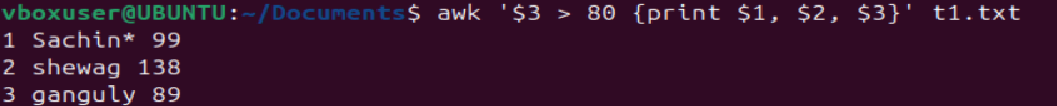 vboxuser@UBUNTU:~/Documents$ awk '$3 > 80 {print $1, $2, $3}' t1.txt
1 Sachin* 99
2 shewag 138
3 ganguly 89